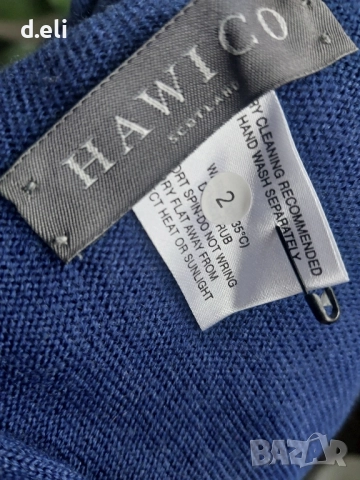 d.eli
HAWICO
SCOTLAND
DRY CLEANING RECOMMENDED
HAND WASH SEPARATELY
35°C)
2
RUB
SPIN-DO NOT WRING
DRY FLAT AWAY FROM
HEAT OR SUNLIGHT
BAZAR